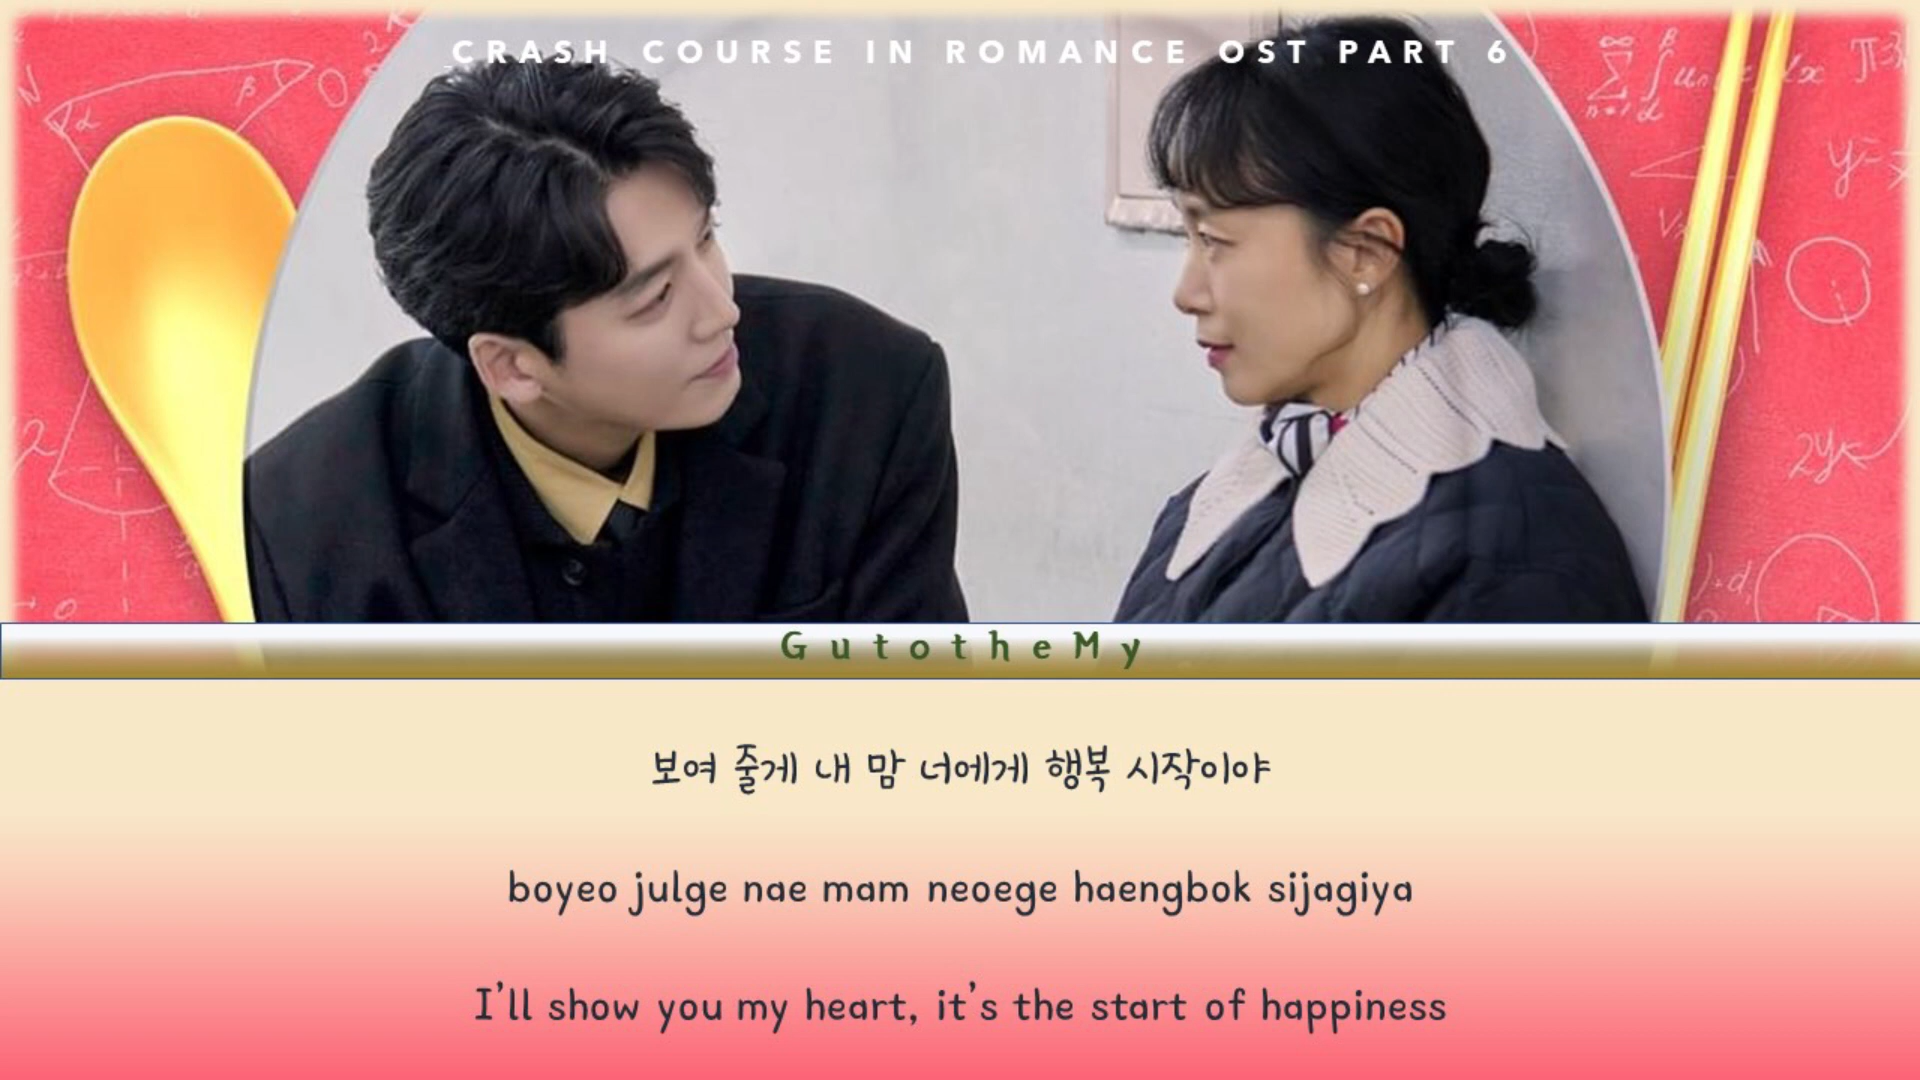 CRASH COURSE IN ROMANCE OST PART 6
GutotheMy
보여 줄게 내 맘 너에게 행복 시작이야
boyeo julge nae mam neoege haengbok sijagiya
I'll show you my heart, it's the start of happiness